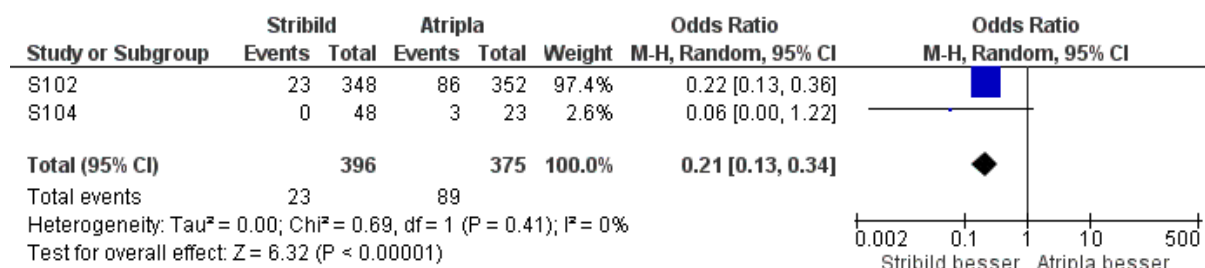 Stribild Atripla Odds Ratio Odds Ratio
Study or Subgroup Events Total Events Total Weight M-H, Random, 95% CI M-H, Random, 95% CI
S102 23 348 86 352 97.4% 0.22 [0.13, 0.36]
S104 0 48 3 23 2.6% 0.06 [0.00, 1.22]
Total (95% CI) 396 375 100.0% 0.21 [0.13, 0.34]
Total events 23 89
Heterogeneity: Tau² = 0.00; Chi² = 0.69, df = 1 (P = 0.41); I² = 0%
Test for overall effect: Z = 6.32 (P < 0.00001)
0.002 0.1 1 10 500
Stribild besser Atripla besser